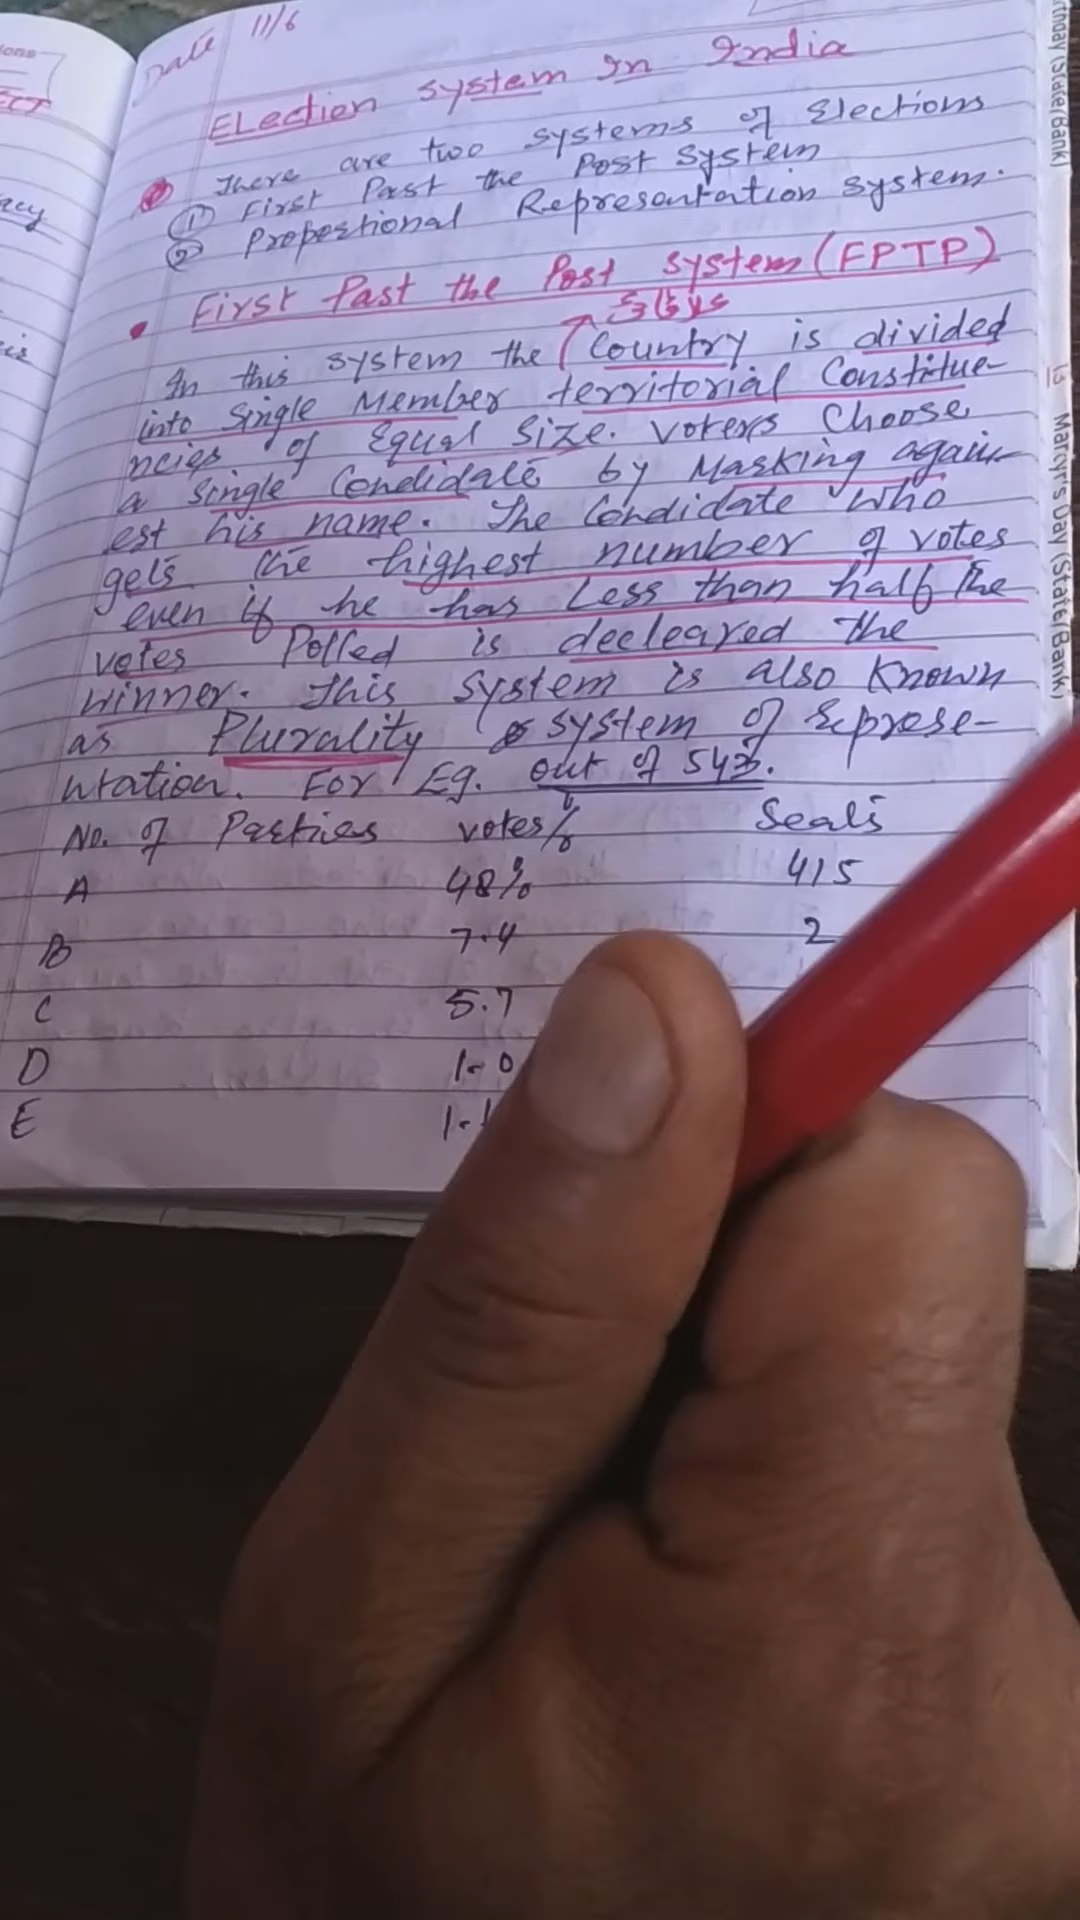 Date 11/6
ELection system In India
There are two systems of Elections
① First Past the Post System
② Propostional Representation system.
• First Past the Post system (FPTP)
In this system the Country is divided
into Single Member territorial Constitue-
ncies of Equal Size. Voters Choose
a Single Condidate by Masking again-
est his name. The Condidate who
gets the highest number of votes
even if he has Less than half the
votes Polled is decleared the
winner. This System is also Known
as Plurality system of Represe-
ntation. For Eg. out of 543.
No. of Parties votes% Seats
A 48% 415
B 7.4 2
C 5.7
D 1.0
E
Martyr's Day (State/Bank)